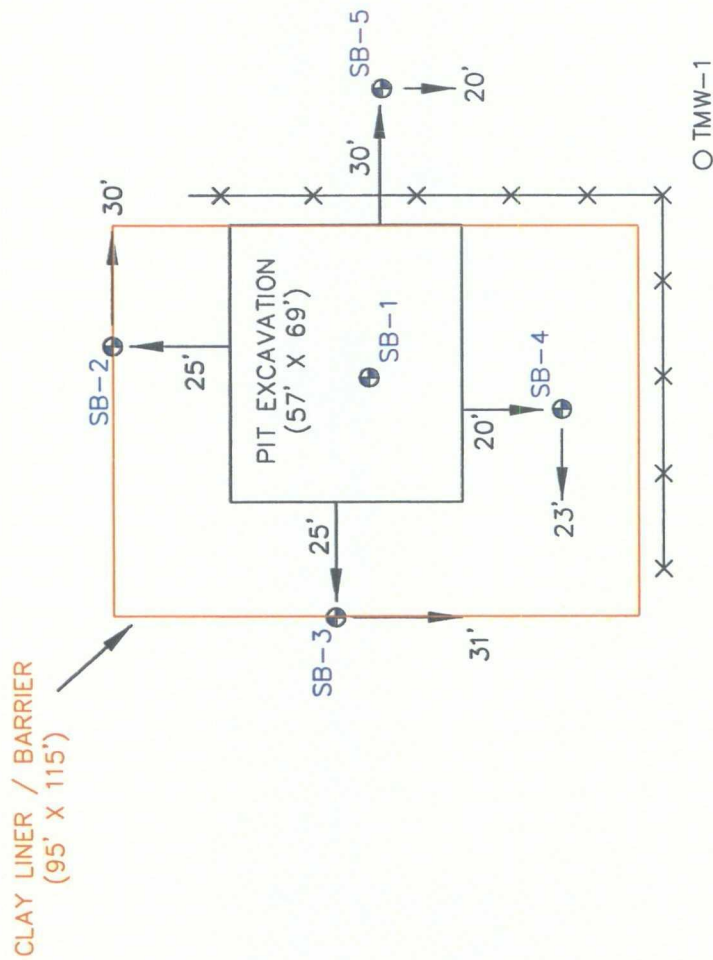 CLAY LINER / BARRIER
(95' X 115')
SB-2
30'
25'
PIT EXCAVATION
(57' X 69')
SB-1
SB-3
25'
31'
20'
SB-4
23'
30'
SB-5
20'
TMW-1